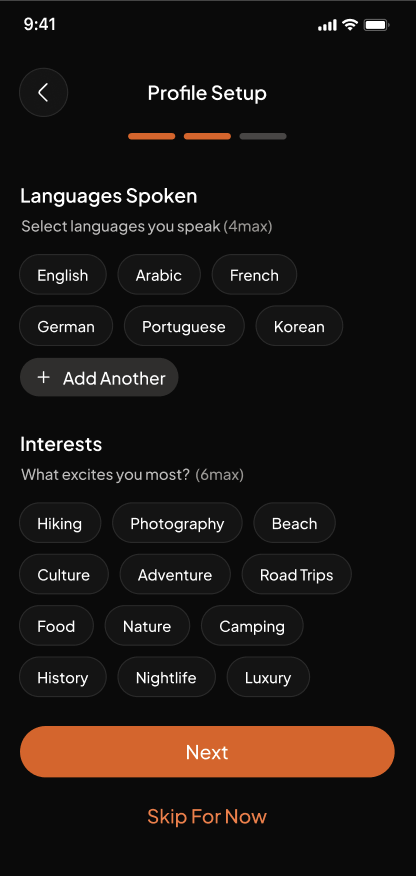 9:41
Profile Setup
Languages Spoken
Select languages you speak (4max)
English Arabic French
German Portuguese Korean
+ Add Another
Interests
What excites you most? (6max)
Hiking Photography Beach
Culture Adventure Road Trips
Food Nature Camping
History Nightlife Luxury
Next
Skip For Now